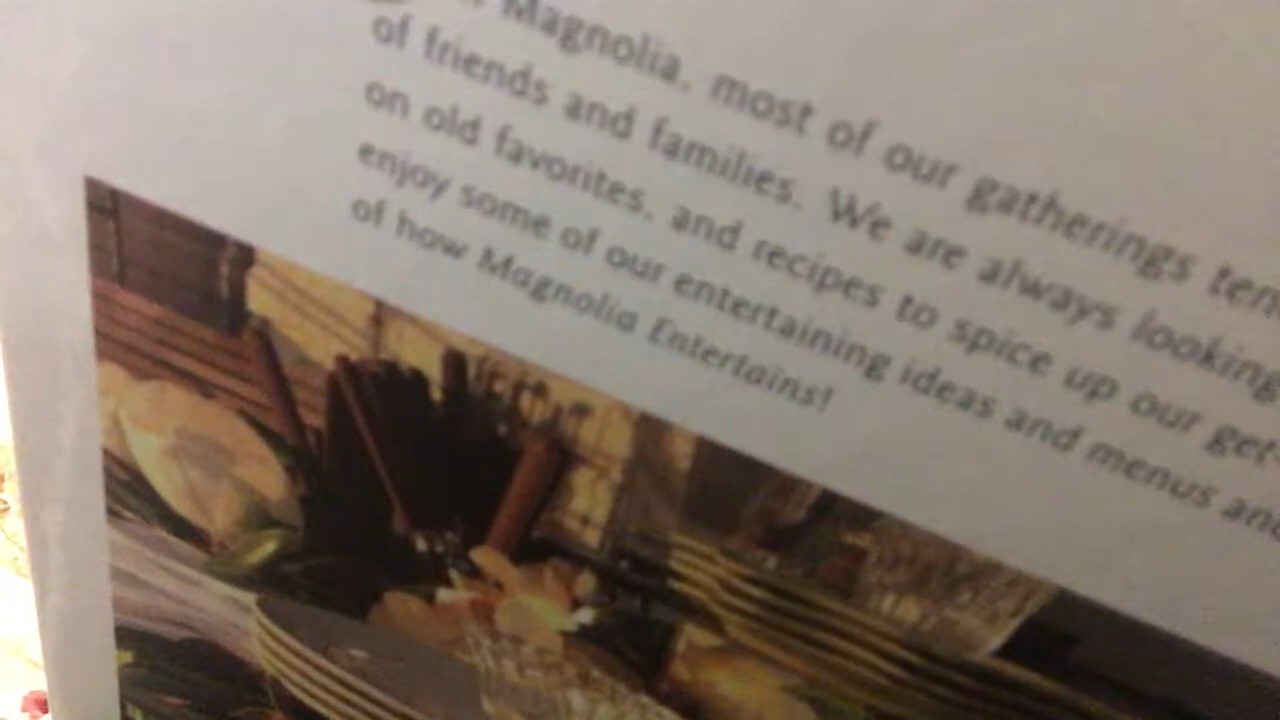 Magnolia, most of our gatherings
of friends and families. We are always looking
on old favorites, and recipes to spice up our
enjoy some of our entertaining ideas and menus
of how Magnolia Entertains!